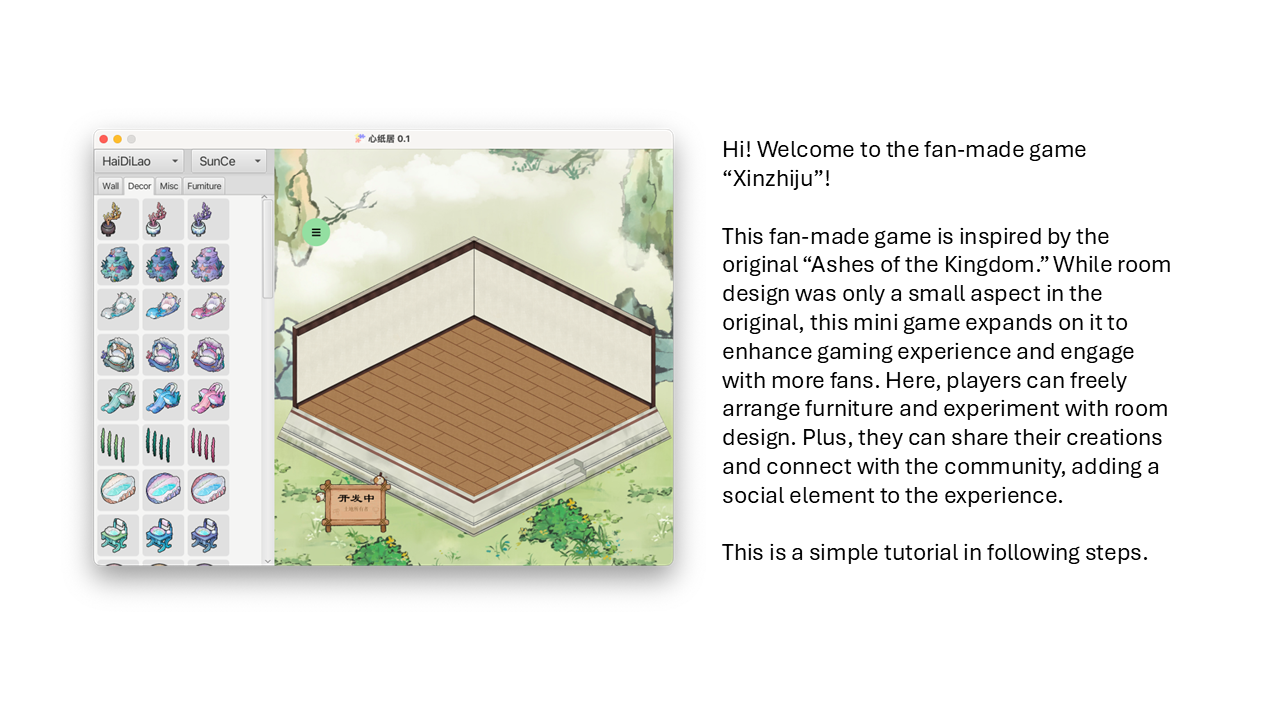 心纸居 0.1
HaiDiLao
SunCe
Wall
Decor
Misc
Furniture
开发中
Hi! Welcome to the fan-made game
“Xinzhiju”!
This fan-made game is inspired by the
original “Ashes of the Kingdom.” While room
design was only a small aspect in the
original, this mini game expands on it to
enhance gaming experience and engage
with more fans. Here, players can freely
arrange furniture and experiment with room
design. Plus, they can share their creations
and connect with the community, adding a
social element to the experience.
This is a simple tutorial in following steps.